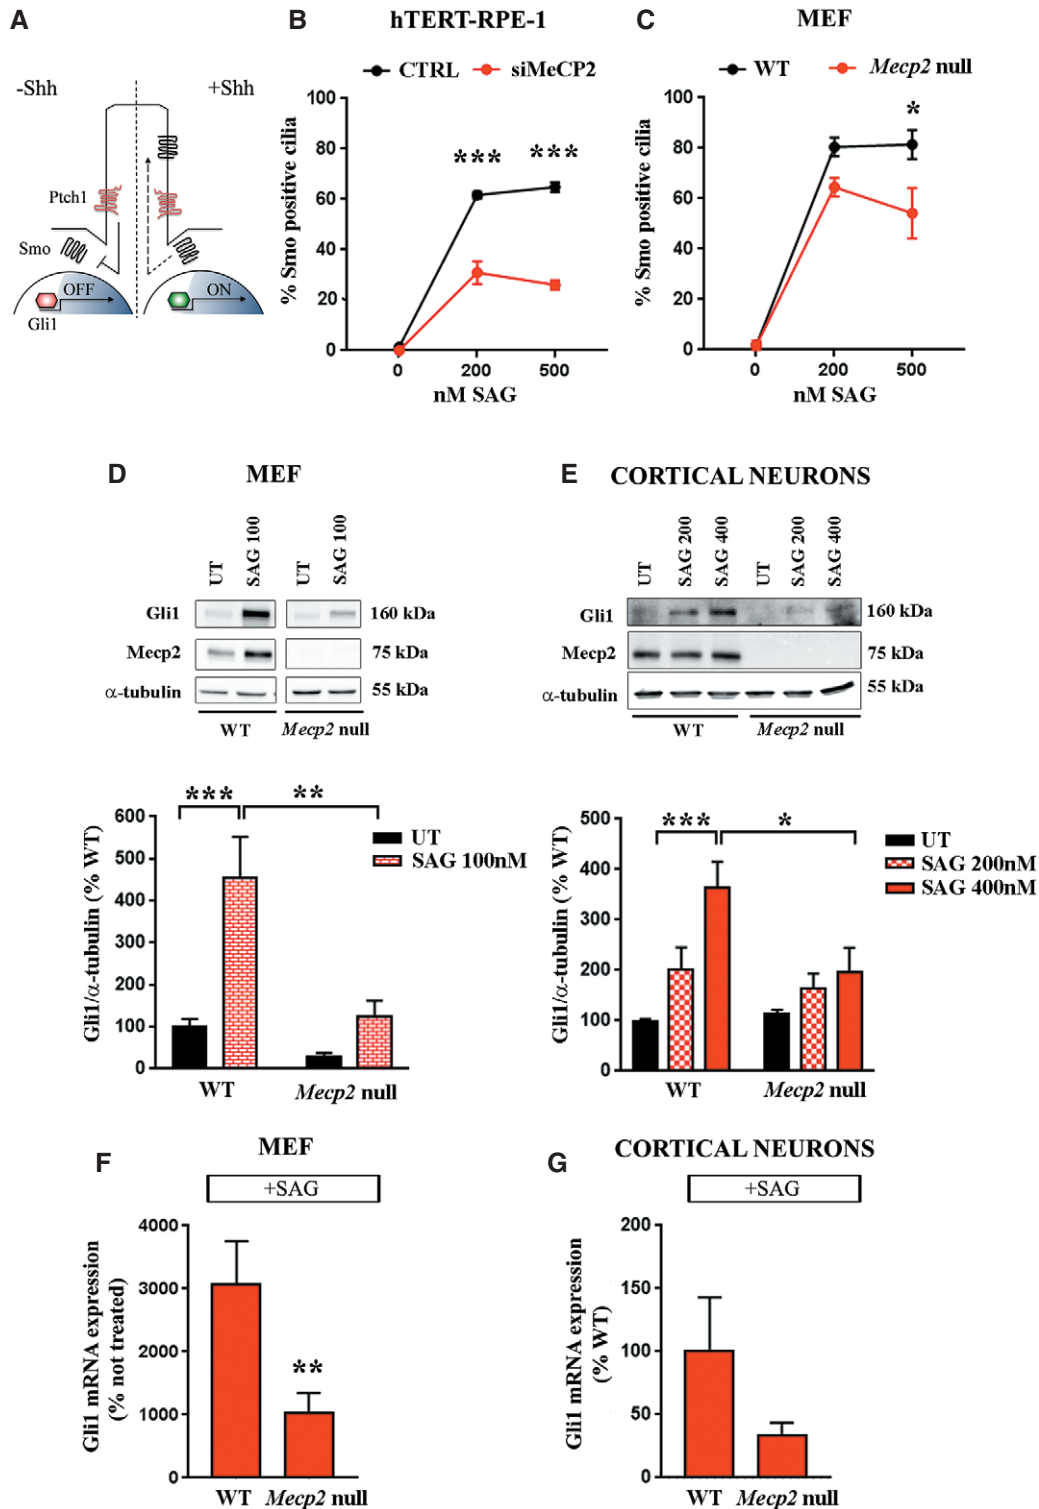 A
-Shh
+Shh
Ptch1
Smo
OFF
ON
Gli1
B
hTERT-RPE-1
CTRL
siMeCP2
% Smo positive cilia
100
80
60
40
20
0
***
***
0
200
500
nM SAG
C
MEF
WT
Mecp2 null
% Smo positive cilia
100
80
60
40
20
0
*
0
200
500
nM SAG
D
MEF
UT
SAG 100
UT
SAG 100
Gli1
160 kDa
Mecp2
75 kDa
α-tubulin
55 kDa
WT
Mecp2 null
Gli1/α-tubulin (% WT)
600
500
400
300
200
100
0
***
**
UT
SAG 100nM
WT
Mecp2 null
E
CORTICAL NEURONS
UT
SAG 200
SAG 400
UT
SAG 200
SAG 400
Gli1
160 kDa
Mecp2
75 kDa
α-tubulin
55 kDa
WT
Mecp2 null
Gli1/α-tubulin (% WT)
500
400
300
200
100
0
***
*
UT
SAG 200nM
SAG 400nM
WT
Mecp2 null
F
MEF
+SAG
Gli1 mRNA expression
(% not treated)
4000
3000
2000
1000
0
**
WT
Mecp2 null
G
CORTICAL NEURONS
+SAG
Gli1 mRNA expression
(% WT)
200
150
100
50
0
WT
Mecp2 null